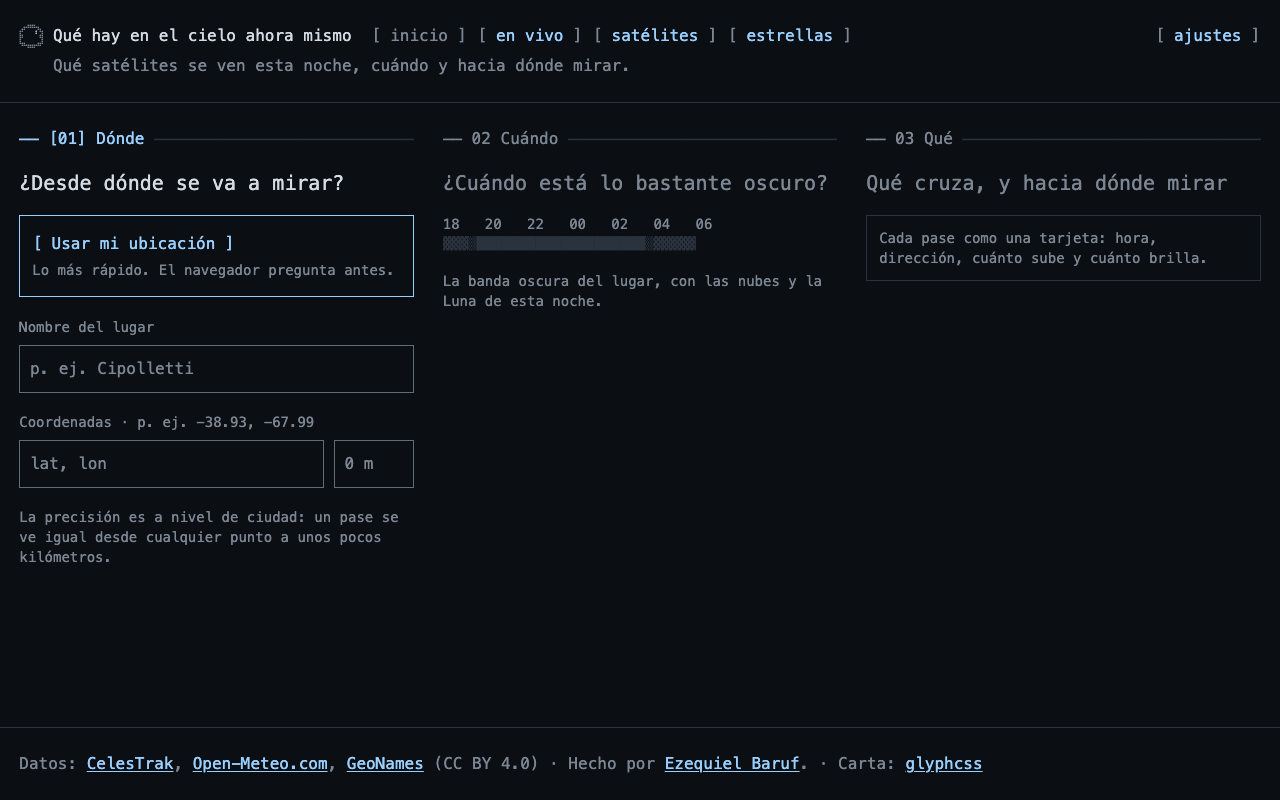 Qué hay en el cielo ahora mismo [ inicio ] [ en vivo ] [ satélites ] [ estrellas ] [ ajustes ]
Qué satélites se ven esta noche, cuándo y hacia dónde mirar.
[01] Dónde
¿Desde dónde se va a mirar?
[ Usar mi ubicación ]
Lo más rápido. El navegador pregunta antes.
Nombre del lugar
p. ej. Cipolletti
Coordenadas · p. ej. −38.93, −67.99
lat, lon
0 m
La precisión es a nivel de ciudad: un pase se
ve igual desde cualquier punto a unos pocos
kilómetros.
02 Cuándo
¿Cuándo está lo bastante oscuro?
18 20 22 00 02 04 06
La banda oscura del lugar, con las nubes y la
Luna de esta noche.
03 Qué
Qué cruza, y hacia dónde mirar
Cada pase como una tarjeta: hora,
dirección, cuánto sube y cuánto brilla.
Datos: CelesTrak, Open-Meteo.com, GeoNames (CC BY 4.0) · Hecho por Ezequiel Baruf. · Carta: glyphcss